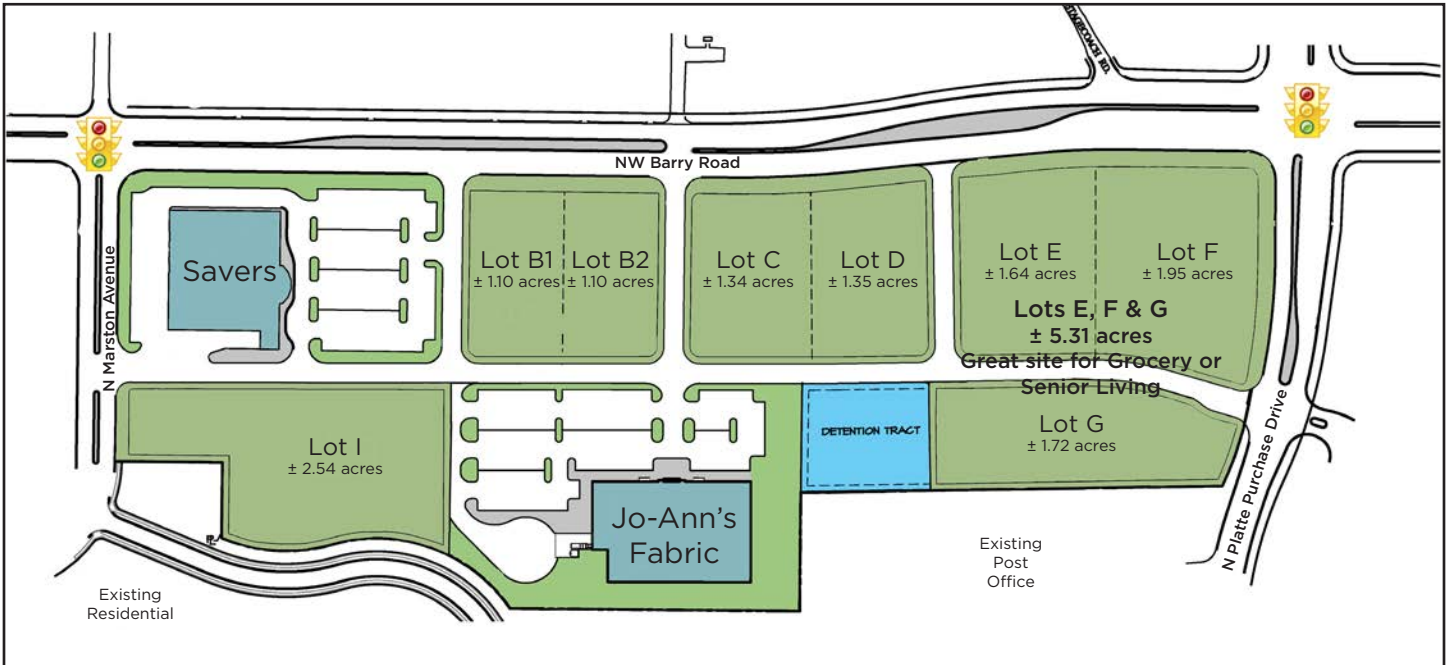 STAGECOACH RD.
NW Barry Road
N Marston Avenue
Savers
Lot B1
± 1.10 acres
Lot B2
± 1.10 acres
Lot C
± 1.34 acres
Lot D
± 1.35 acres
Lot E
± 1.64 acres
Lot F
± 1.95 acres
Lots E, F & G
± 5.31 acres
Great site for Grocery or
Senior Living
Lot I
± 2.54 acres
DETENTION TRACT
Lot G
± 1.72 acres
N Platte Purchase Drive
Jo-Ann's
Fabric
Existing
Post
Office
Existing
Residential